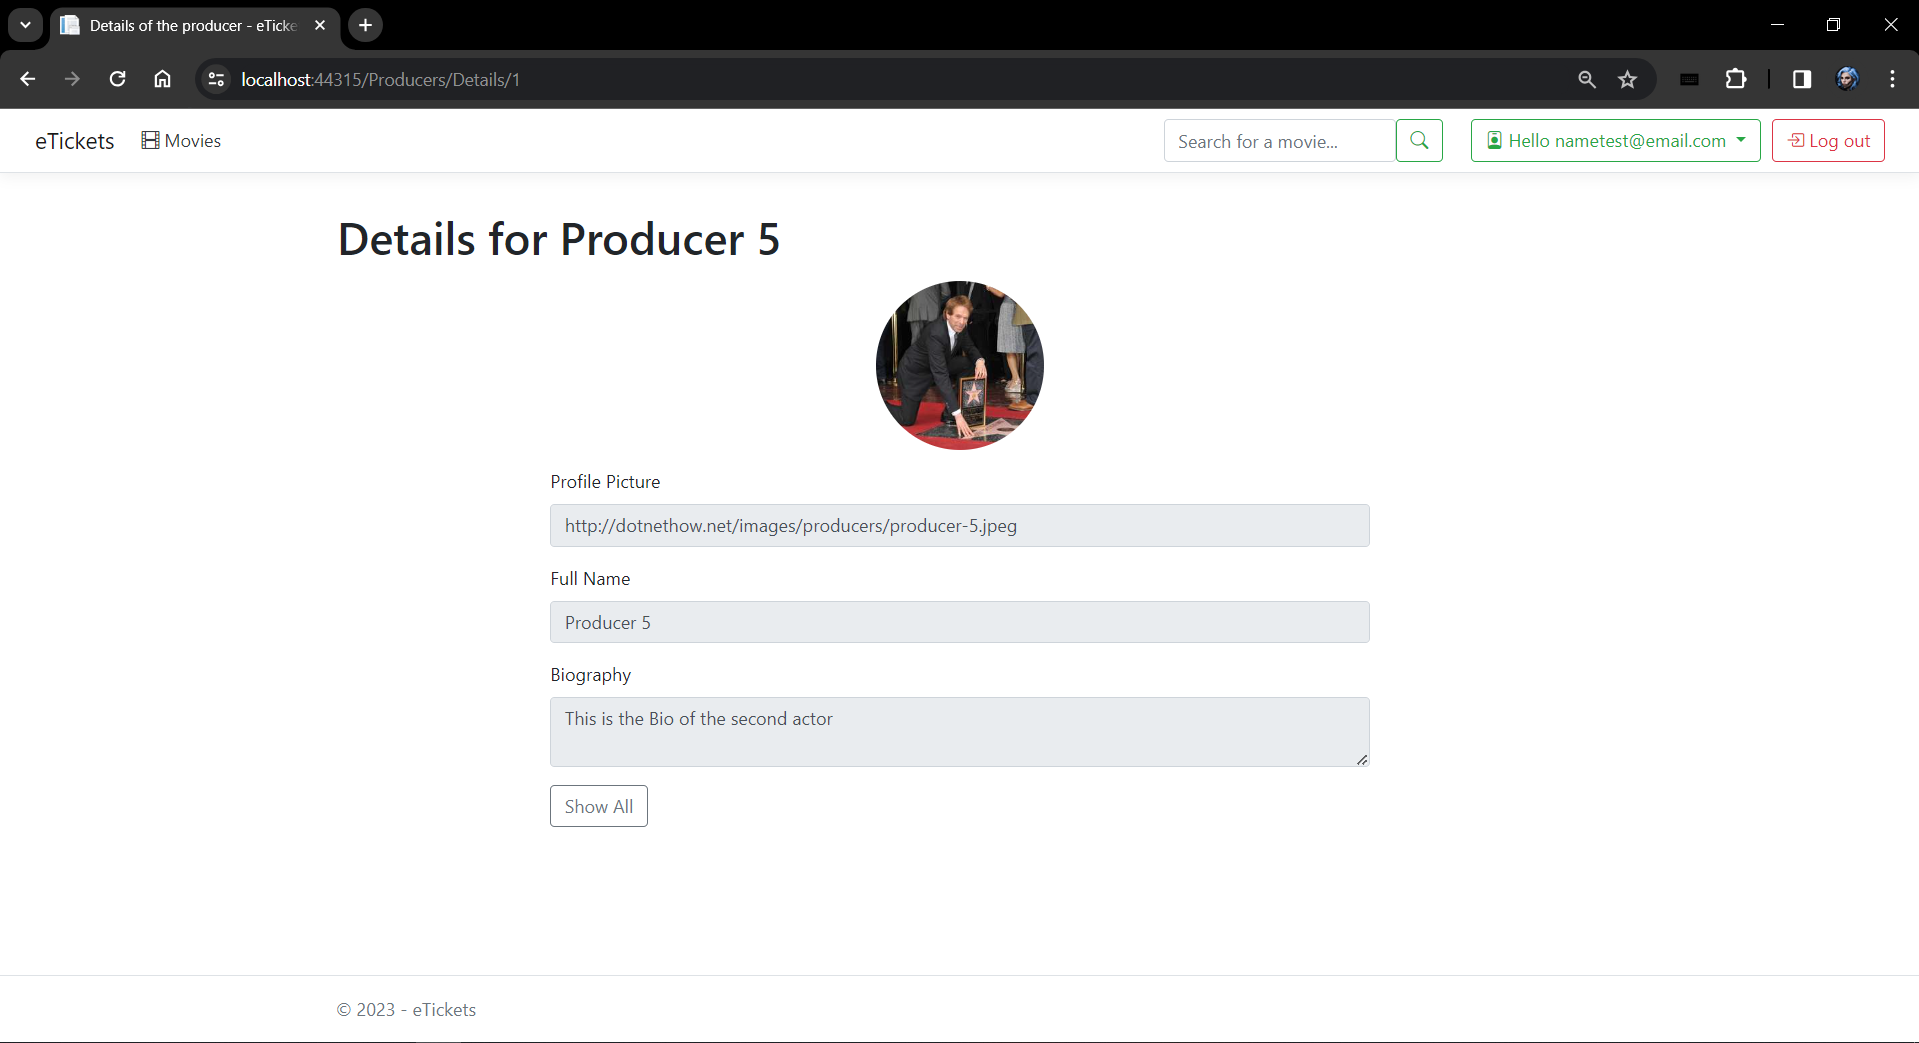 Details of the producer - eTicke
localhost:44315/Producers/Details/1
eTickets Movies Search for a movie... Hello nametest@email.com Log out
Details for Producer 5
Profile Picture
http://dotnethow.net/images/producers/producer-5.jpeg
Full Name
Producer 5
Biography
This is the Bio of the second actor
Show All
© 2023 - eTickets